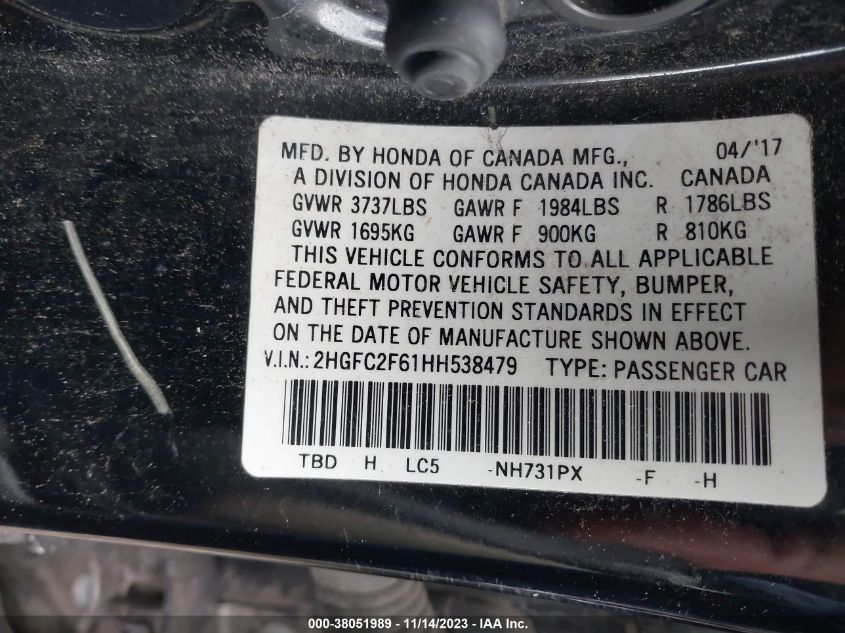 MFD. BY HONDA OF CANADA MFG., 04/'17
A DIVISION OF HONDA CANADA INC. CANADA
GVWR 3737LBS GAWR F 1984LBS R 1786LBS
GVWR 1695KG GAWR F 900KG R 810KG
THIS VEHICLE CONFORMS TO ALL APPLICABLE
FEDERAL MOTOR VEHICLE SAFETY, BUMPER,
AND THEFT PREVENTION STANDARDS IN EFFECT
ON THE DATE OF MANUFACTURE SHOWN ABOVE.
V.I.N.: 2HGFC2F61HH538479 TYPE: PASSENGER CAR
TBD H LC5 -NH731PX -F -H
000-38051989 - 11/14/2023 - IAA Inc.